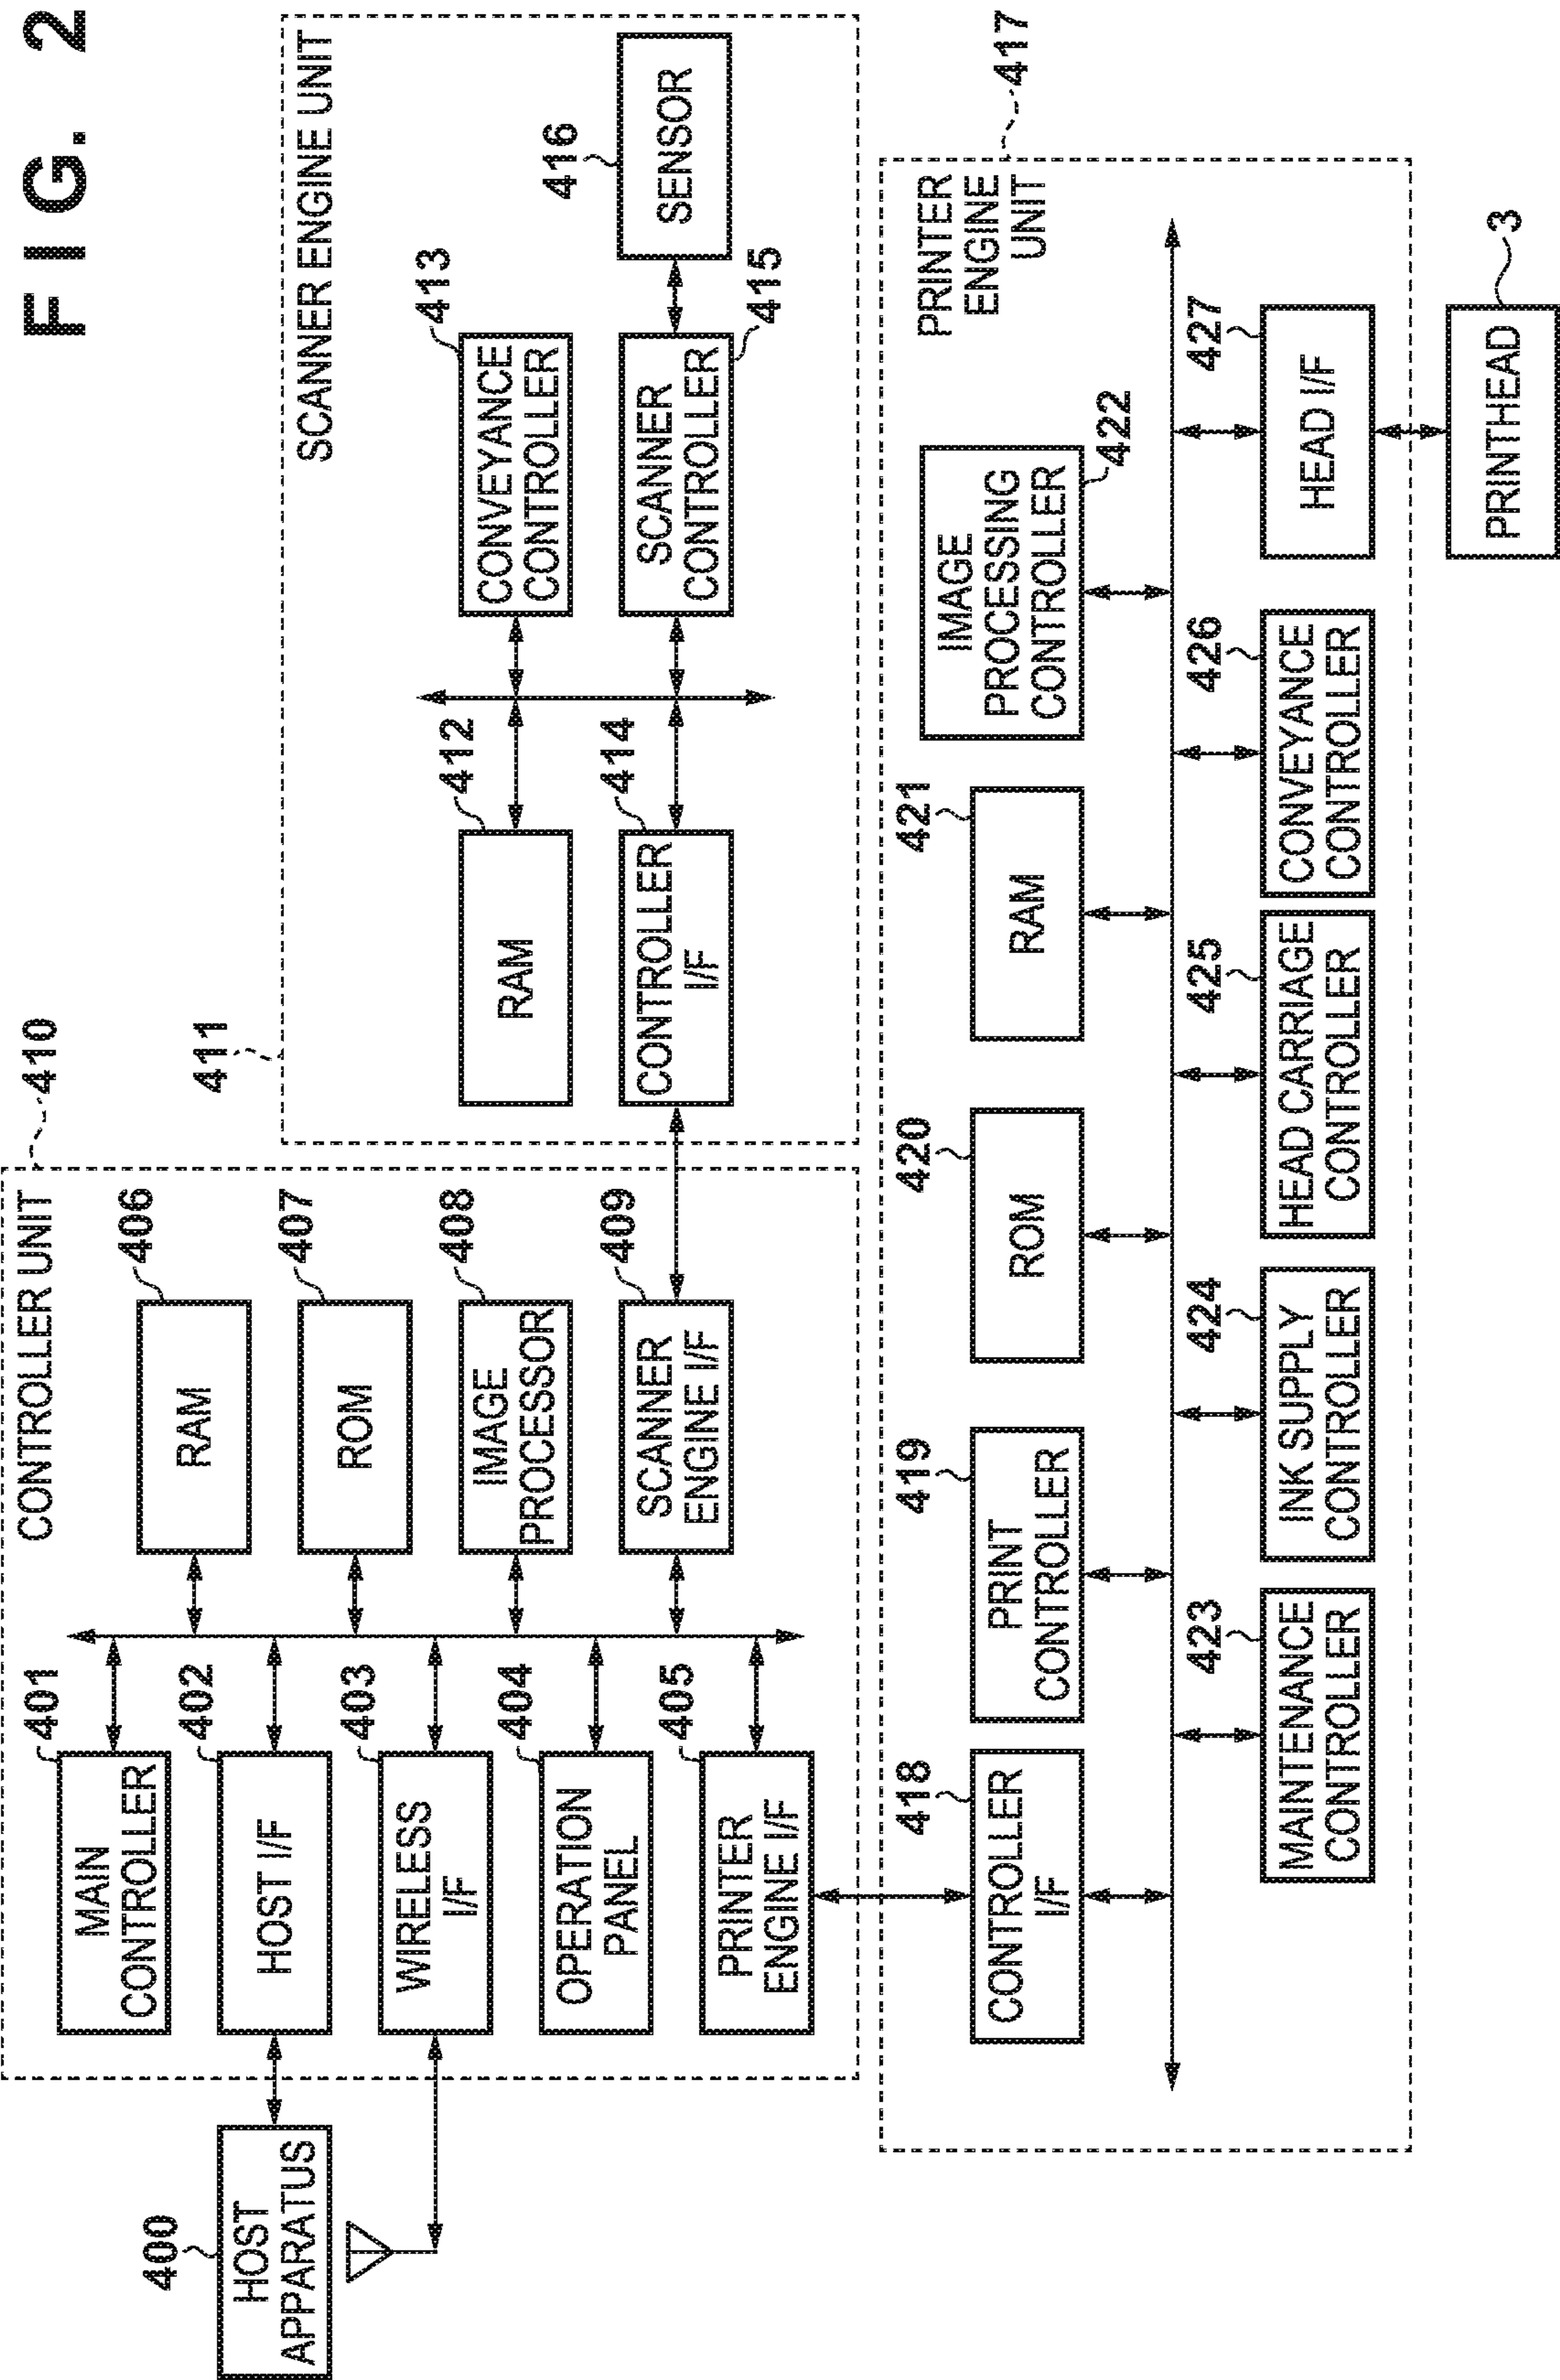 FIG. 2
410
CONTROLLER UNIT
401
MAIN
CONTROLLER
406
RAM
400
HOST
APPARATUS
402
HOST I/F
407
ROM
403
WIRELESS
I/F
408
IMAGE
PROCESSOR
404
OPERATION
PANEL
409
SCANNER
ENGINE I/F
405
PRINTER
ENGINE I/F
411
SCANNER ENGINE UNIT
412
RAM
413
CONVEYANCE
CONTROLLER
414
CONTROLLER
I/F
415
SCANNER
CONTROLLER
416
SENSOR
417
PRINTER
ENGINE
UNIT
418
CONTROLLER
I/F
419
PRINT
CONTROLLER
420
ROM
421
RAM
422
IMAGE
PROCESSING
CONTROLLER
423
MAINTENANCE
CONTROLLER
424
INK SUPPLY
CONTROLLER
425
HEAD CARRIAGE
CONTROLLER
426
CONVEYANCE
CONTROLLER
427
HEAD I/F
3
PRINTHEAD